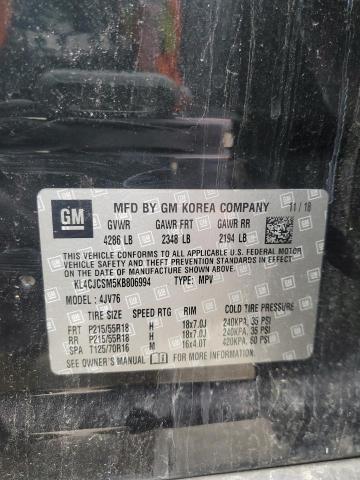 GM
MFD BY GM KOREA COMPANY 11/18
GVWR GAWR FRT GAWR RR
4286 LB 2348 LB 2194 LB
THIS VEHICLE CONFORMS TO ALL APPLICABLE U.S. FEDERAL MOTOR
VEHICLE SAFETY, BUMPER, AND THEFT PREVENTION STANDARDS
IN EFFECT ON THE DATE OF MANUFACTURE SHOWN ABOVE.
KL4CJCSM5KB806994 TYPE: MPV
MODEL: 4JV76
TIRE SIZE SPEED RTG RIM COLD TIRE PRESSURE
FRT P215/55R18 H 18x7.0J 240KPA, 35 PSI
RR P215/55R18 H 18x7.0J 240KPA, 35 PSI
SPA T125/70R16 M 16x4.0T 420KPA, 60 PSI
SEE OWNER'S MANUAL FOR MORE INFORMATION.